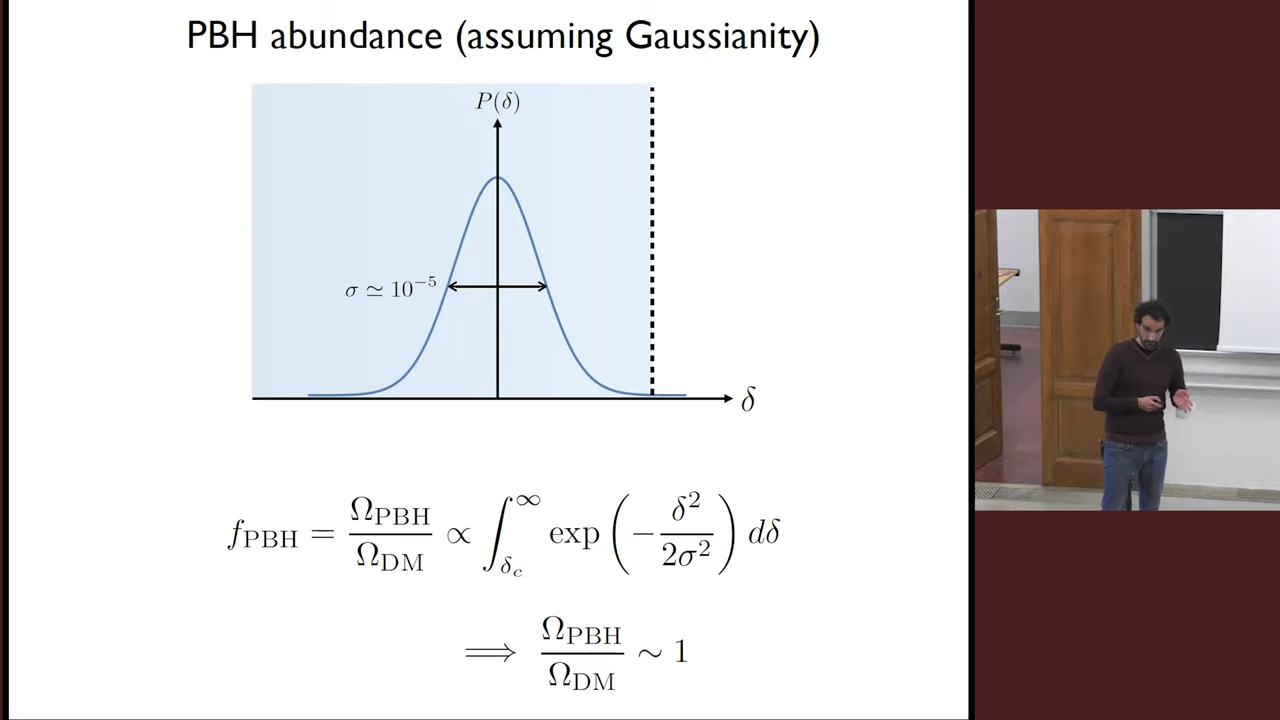 PBH abundance (assuming Gaussianity)
P(δ)
σ ≃ 10⁻⁵
δ
f_PBH = Ω_PBH / Ω_DM ∝ ∫_{δ_c}^{∞} exp(−δ² / 2σ²) dδ
⟹ Ω_PBH / Ω_DM ∼ 1